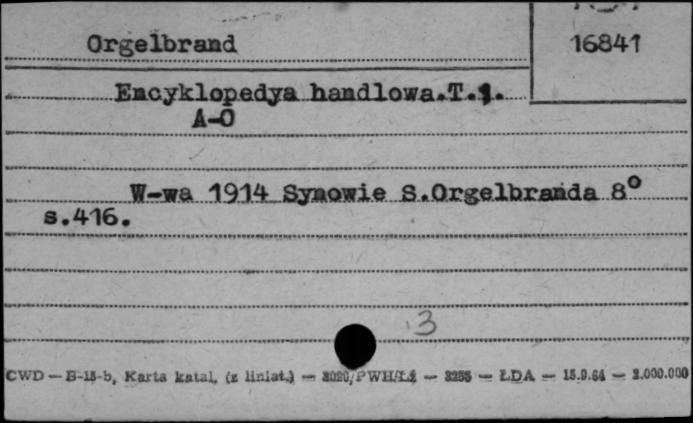 Orgelbrand
16841
Encyklopedya handlowa.T.1.
A-O
W-wa 1914 Synowie S.Orgelbranda 8°
s.416.
3
CWD — B-15-b, Karta katal. (z liniat.) — 3020/PWH/Łż — 3255 — ŁDA — 15.9.64 — 2.000.000